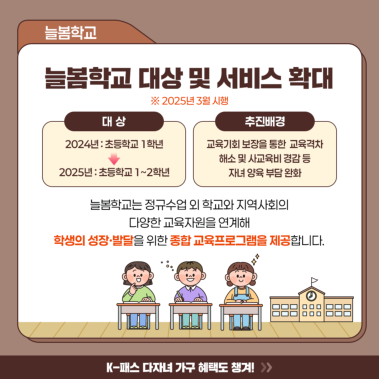 늘봄학교
늘봄학교 대상 및 서비스 확대
※ 2025년 3월 시행
대 상
2024년 : 초등학교 1학년
2025년 : 초등학교 1~2학년
추진배경
교육기회 보장을 통한 교육격차
해소 및 사교육비 경감 등
자녀 양육 부담 완화
늘봄학교는 정규수업 외 학교와 지역사회의
다양한 교육자원을 연계해
학생의 성장·발달을 위한 종합 교육프로그램을 제공합니다.
K-패스 다자녀 가구 혜택도 챙겨!